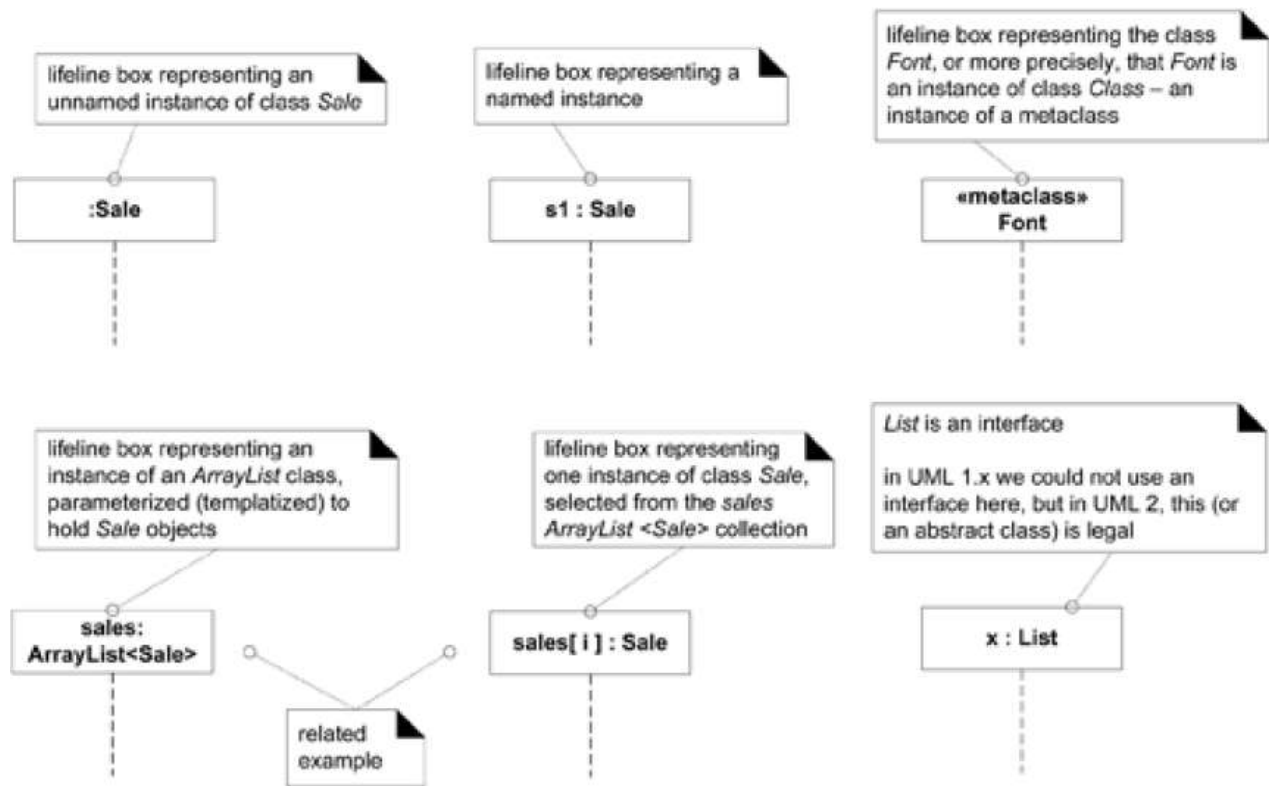 lifeline box representing an
unnamed instance of class Sale
lifeline box representing a
named instance
lifeline box representing the class
Font, or more precisely, that Font is
an instance of class Class – an
instance of a metaclass
:Sale
s1 : Sale
«metaclass»
Font
lifeline box representing an
instance of an ArrayList class,
parameterized (templatized) to
hold Sale objects
lifeline box representing
one instance of class Sale,
selected from the sales
ArrayList <Sale> collection
List is an interface
in UML 1.x we could not use an
interface here, but in UML 2, this (or
an abstract class) is legal
sales:
ArrayList<Sale>
sales[ i ] : Sale
x : List
related
example